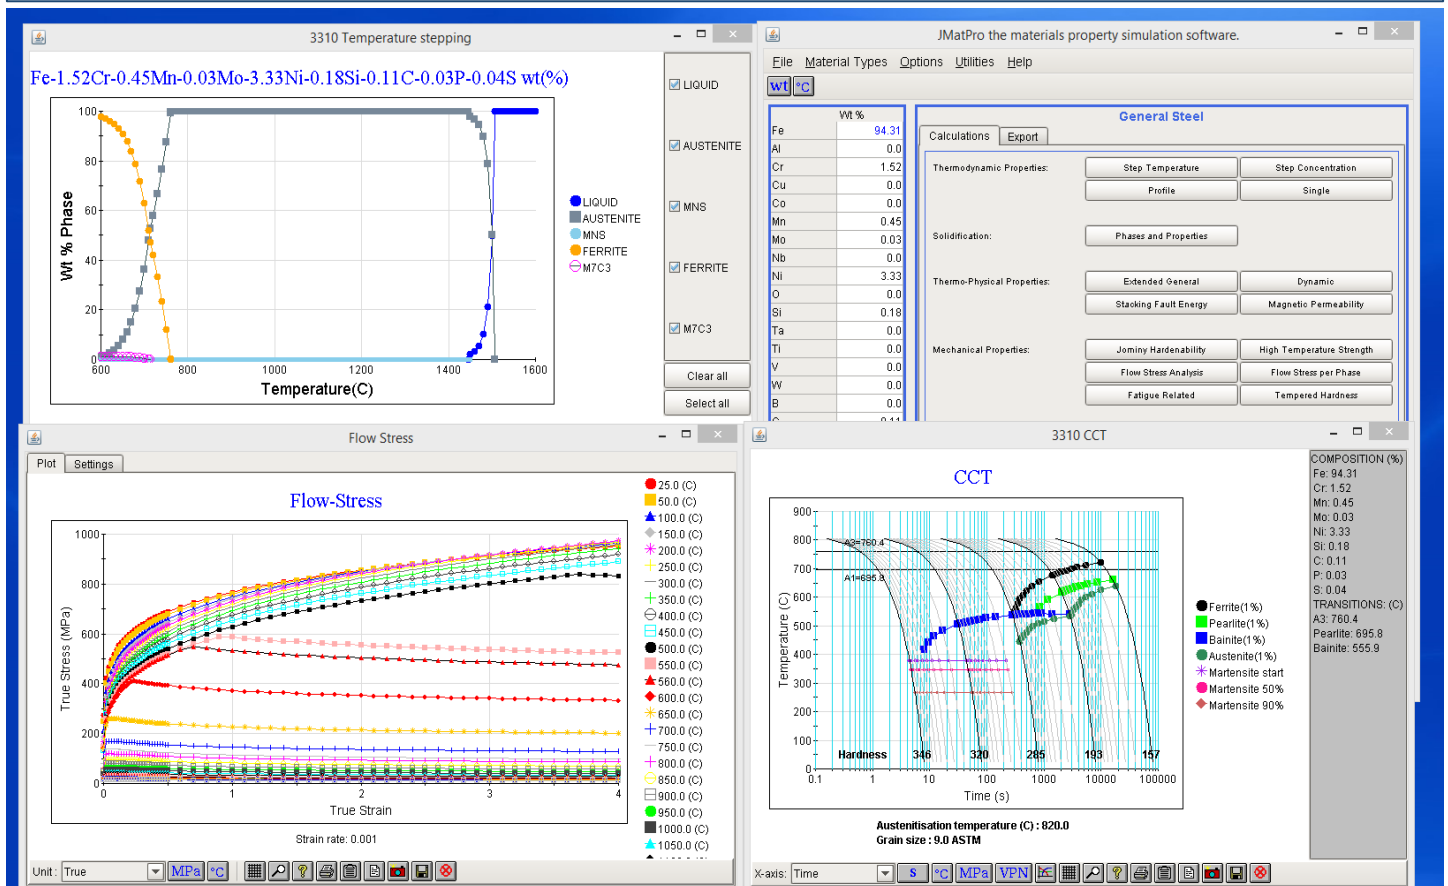 3310 Temperature stepping
Fe-1.52Cr-0.45Mn-0.03Mo-3.33Ni-0.18Si-0.11C-0.03P-0.04S wt(%)
100
80
60
40
20
0
Wt % Phase
600
800
1000
1200
1400
1600
Temperature(C)
LIQUID
AUSTENITE
MNS
FERRITE
M7C3
LIQUID
AUSTENITE
MNS
FERRITE
M7C3
Clear all
Select all
JMatPro the materials property simulation software.
File Material Types Options Utilities Help
wt °C
Wt %
Fe 94.31
Al 0.0
Cr 1.52
Cu 0.0
Co 0.0
Mn 0.45
Mo 0.03
Nb 0.0
Ni 3.33
O 0.0
Si 0.18
Ta 0.0
Ti 0.0
V 0.0
W 0.0
B 0.0
General Steel
Calculations Export
Thermodynamic Properties: Step Temperature Step Concentration
Profile Single
Solidification: Phases and Properties
Thermo-Physical Properties: Extended General Dynamic
Stacking Fault Energy Magnetic Permeability
Mechanical Properties: Jominy Hardenability High Temperature Strength
Flow Stress Analysis Flow Stress per Phase
Fatigue Related Tempered Hardness
Flow Stress
Plot Settings
Flow-Stress
1000
800
600
400
200
0
True Stress (MPa)
0 1 2 3 4
True Strain
Strain rate: 0.001
25.0 (C)
50.0 (C)
100.0 (C)
150.0 (C)
200.0 (C)
250.0 (C)
300.0 (C)
350.0 (C)
400.0 (C)
450.0 (C)
500.0 (C)
550.0 (C)
560.0 (C)
600.0 (C)
650.0 (C)
700.0 (C)
750.0 (C)
800.0 (C)
850.0 (C)
900.0 (C)
950.0 (C)
1000.0 (C)
1050.0 (C)
Unit : True MPa °C
3310 CCT
CCT
900
800
700
600
500
400
300
200
100
0
Temperature (C)
A3=760.4
A1=695.8
Hardness 346 320 285 193 157
0.1 1 10 100 1000 10000 100000
Time (s)
Austenitisation temperature (C) : 820.0
Grain size : 9.0 ASTM
Ferrite(1%)
Pearlite(1%)
Bainite(1%)
Austenite(1%)
Martensite start
Martensite 50%
Martensite 90%
COMPOSITION (%)
Fe: 94.31
Cr: 1.52
Mn: 0.45
Mo: 0.03
Ni: 3.33
Si: 0.18
C: 0.11
P: 0.03
S: 0.04
TRANSITIONS: (C)
A3: 760.4
Pearlite: 695.8
Bainite: 555.9
X-axis: Time S °C MPa VPN